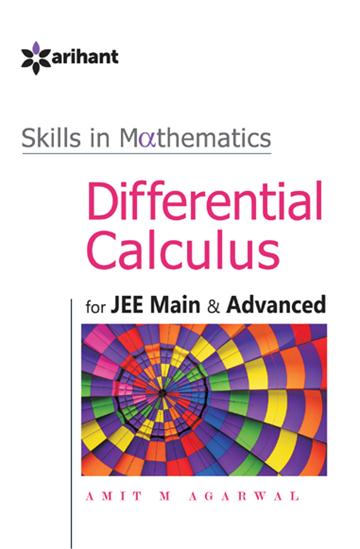 arihant
Skills in Mαthematics
Differential
Calculus
for JEE Main & Advanced
AMIT M AGARWAL